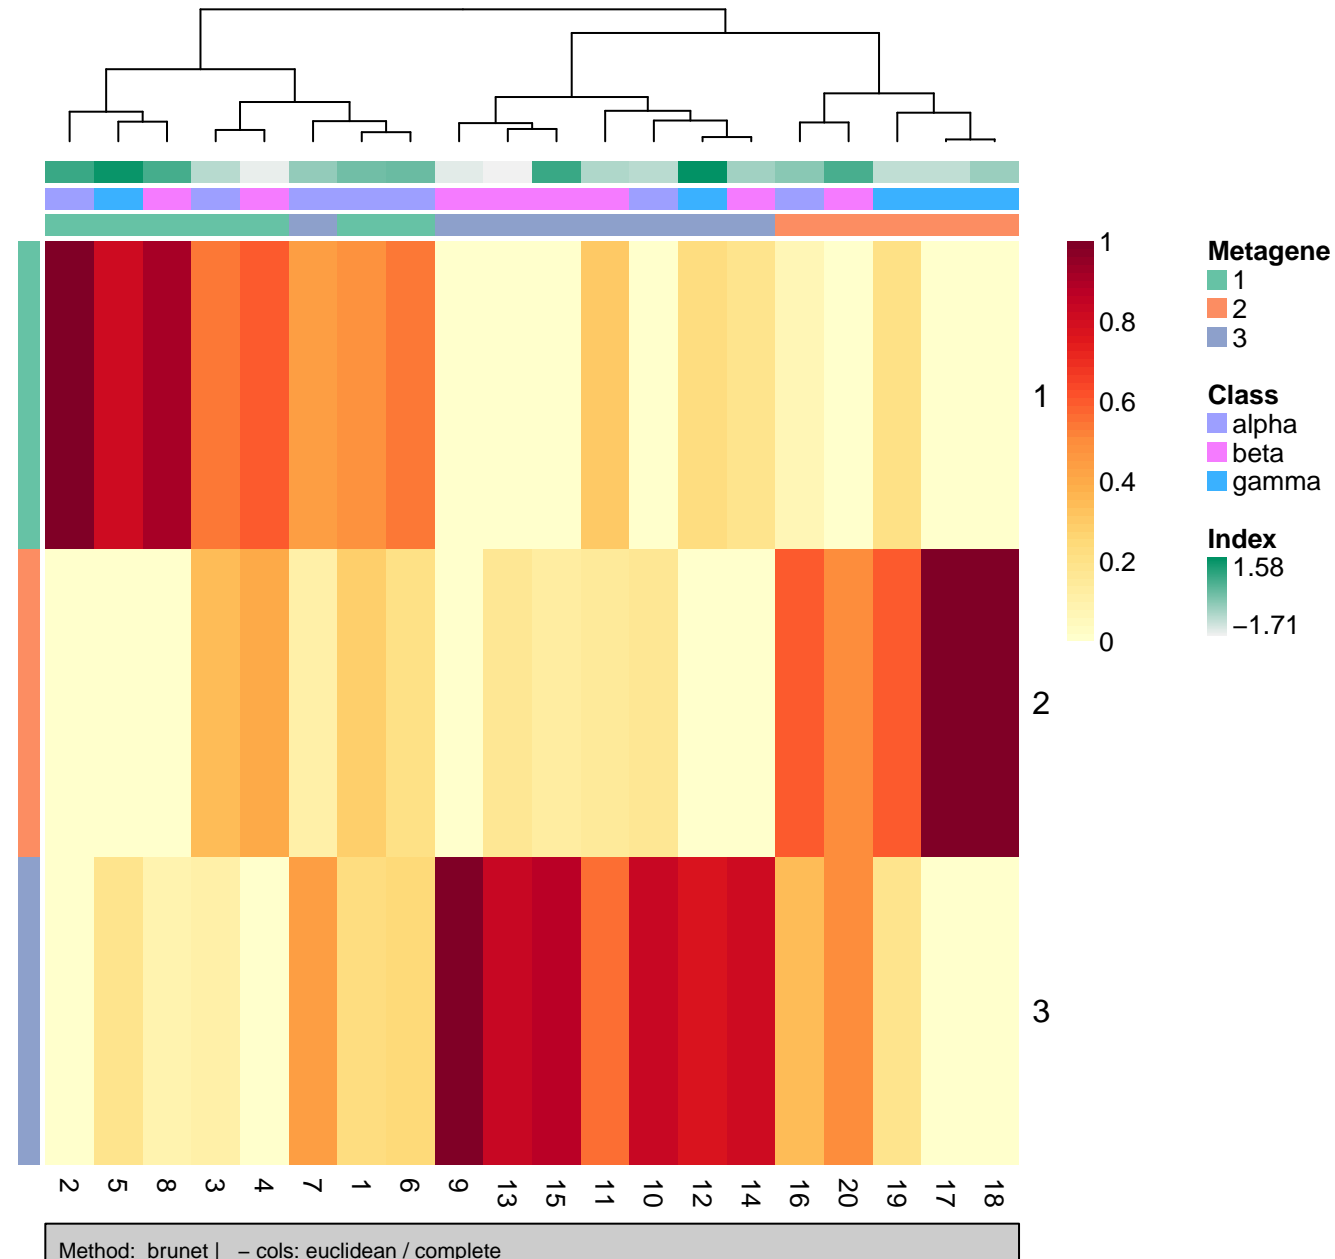 1
0.8
0.6
0.4
0.2
0
Metagene
1
2
3
Class
alpha
beta
gamma
Index
1.58
−1.71
1
2
3
2 5 8 3 4 7 1 6 9 13 15 11 10 12 14 16 20 19 17 18
Method: brunet | − cols: euclidean / complete